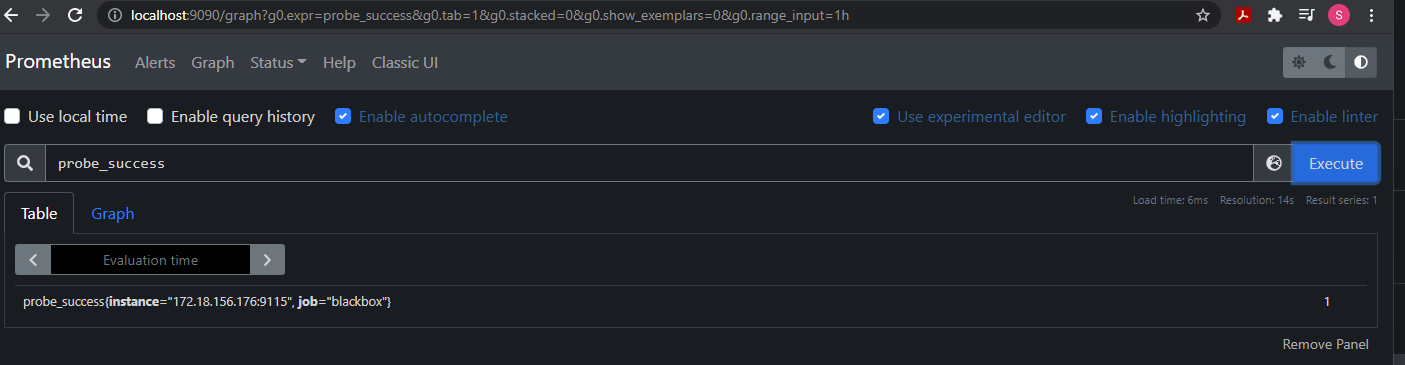 localhost:9090/graph?g0.expr=probe_success&g0.tab=1&g0.stacked=0&g0.show_exemplars=0&g0.range_input=1h
S
Prometheus Alerts Graph Status Help Classic UI
Use local time Enable query history Enable autocomplete Use experimental editor Enable highlighting Enable linter
probe_success Execute
Load time: 6ms Resolution: 14s Result series: 1
Table Graph
Evaluation time
probe_success{instance="172.18.156.176:9115", job="blackbox"} 1
Remove Panel